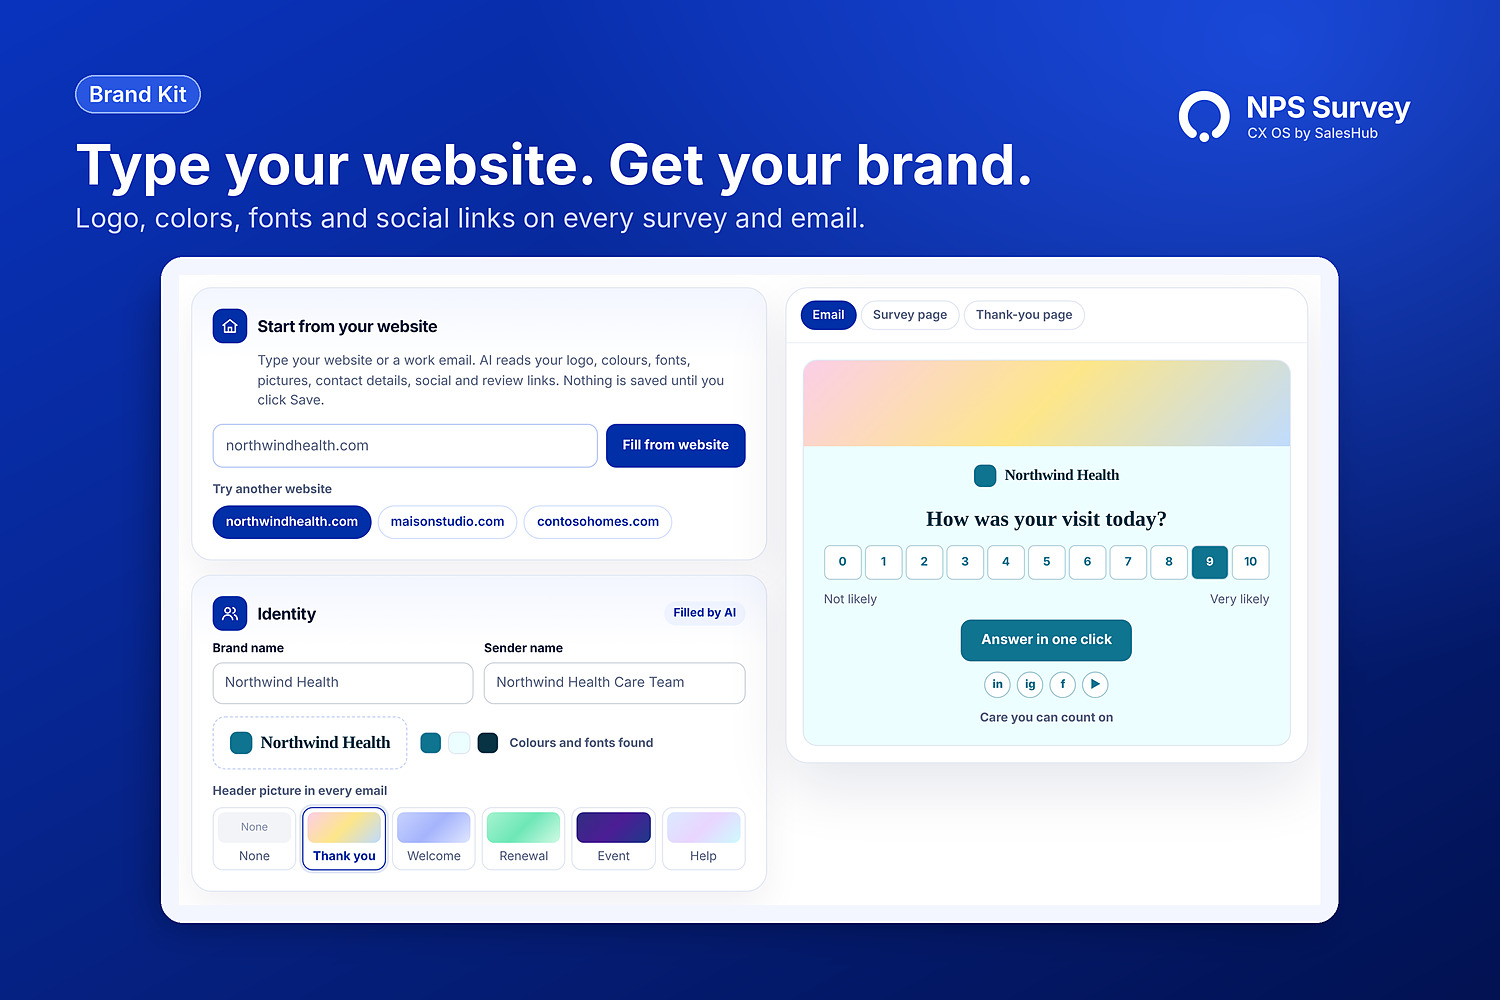 Brand Kit
Type your website. Get your brand.
Logo, colors, fonts and social links on every survey and email.
NPS Survey
CX OS by SalesHub
Start from your website
Type your website or a work email. AI reads your logo, colours, fonts,
pictures, contact details, social and review links. Nothing is saved until you
click Save.
northwindhealth.com
Fill from website
Try another website
northwindhealth.com
maisonstudio.com
contosohomes.com
Identity
Filled by AI
Brand name
Sender name
Northwind Health
Northwind Health Care Team
Northwind Health
Colours and fonts found
Header picture in every email
None
None
Thank you
Welcome
Renewal
Event
Help
Email
Survey page
Thank-you page
Northwind Health
How was your visit today?
0 1 2 3 4 5 6 7 8 9 10
Not likely
Very likely
Answer in one click
in ig f
Care you can count on